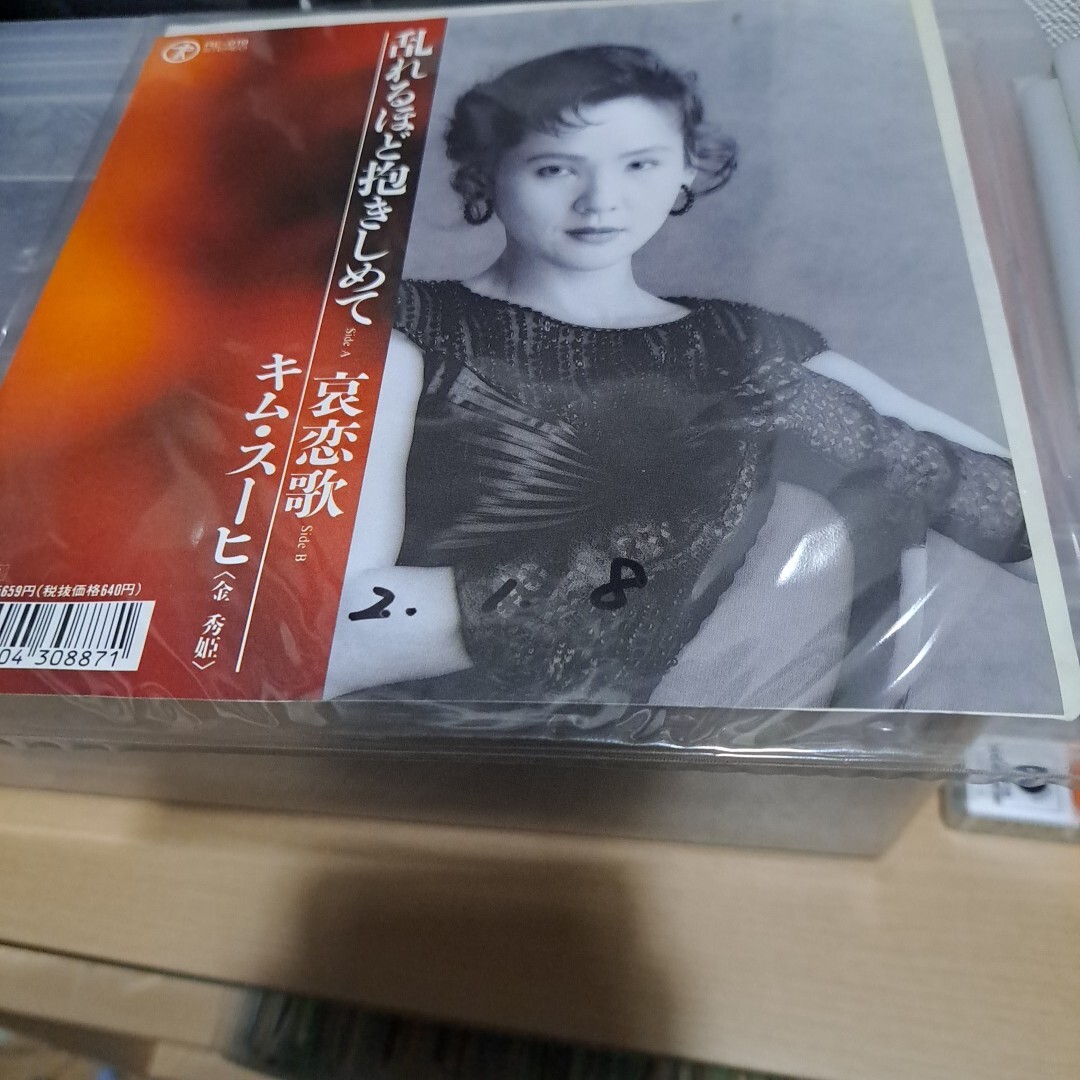 乱れるほど抱きしめて
Side A
哀恋歌
Side B
キム・スーヒ
〈金 秀姫〉
659円(税抜価格640円)
04 308871
2. 1. 8